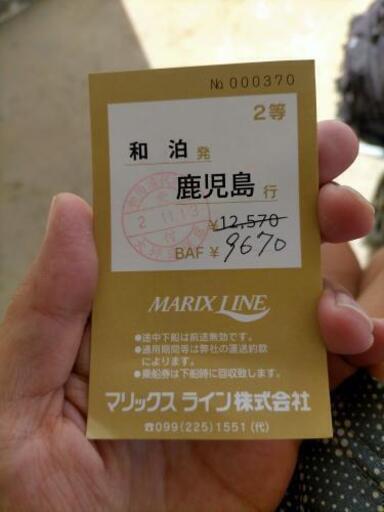 No. 000370
2等
和 泊 発
鹿児島 行
2.11.13
¥12,570
BAF ¥ 9670
MARIX LINE
●途中下船は前途無効です。
●通用期間等は弊社の運送約款
によります。
●乗船券は下船時に回収致します。
マリックス ライン株式会社
☎099(225)1551(代)